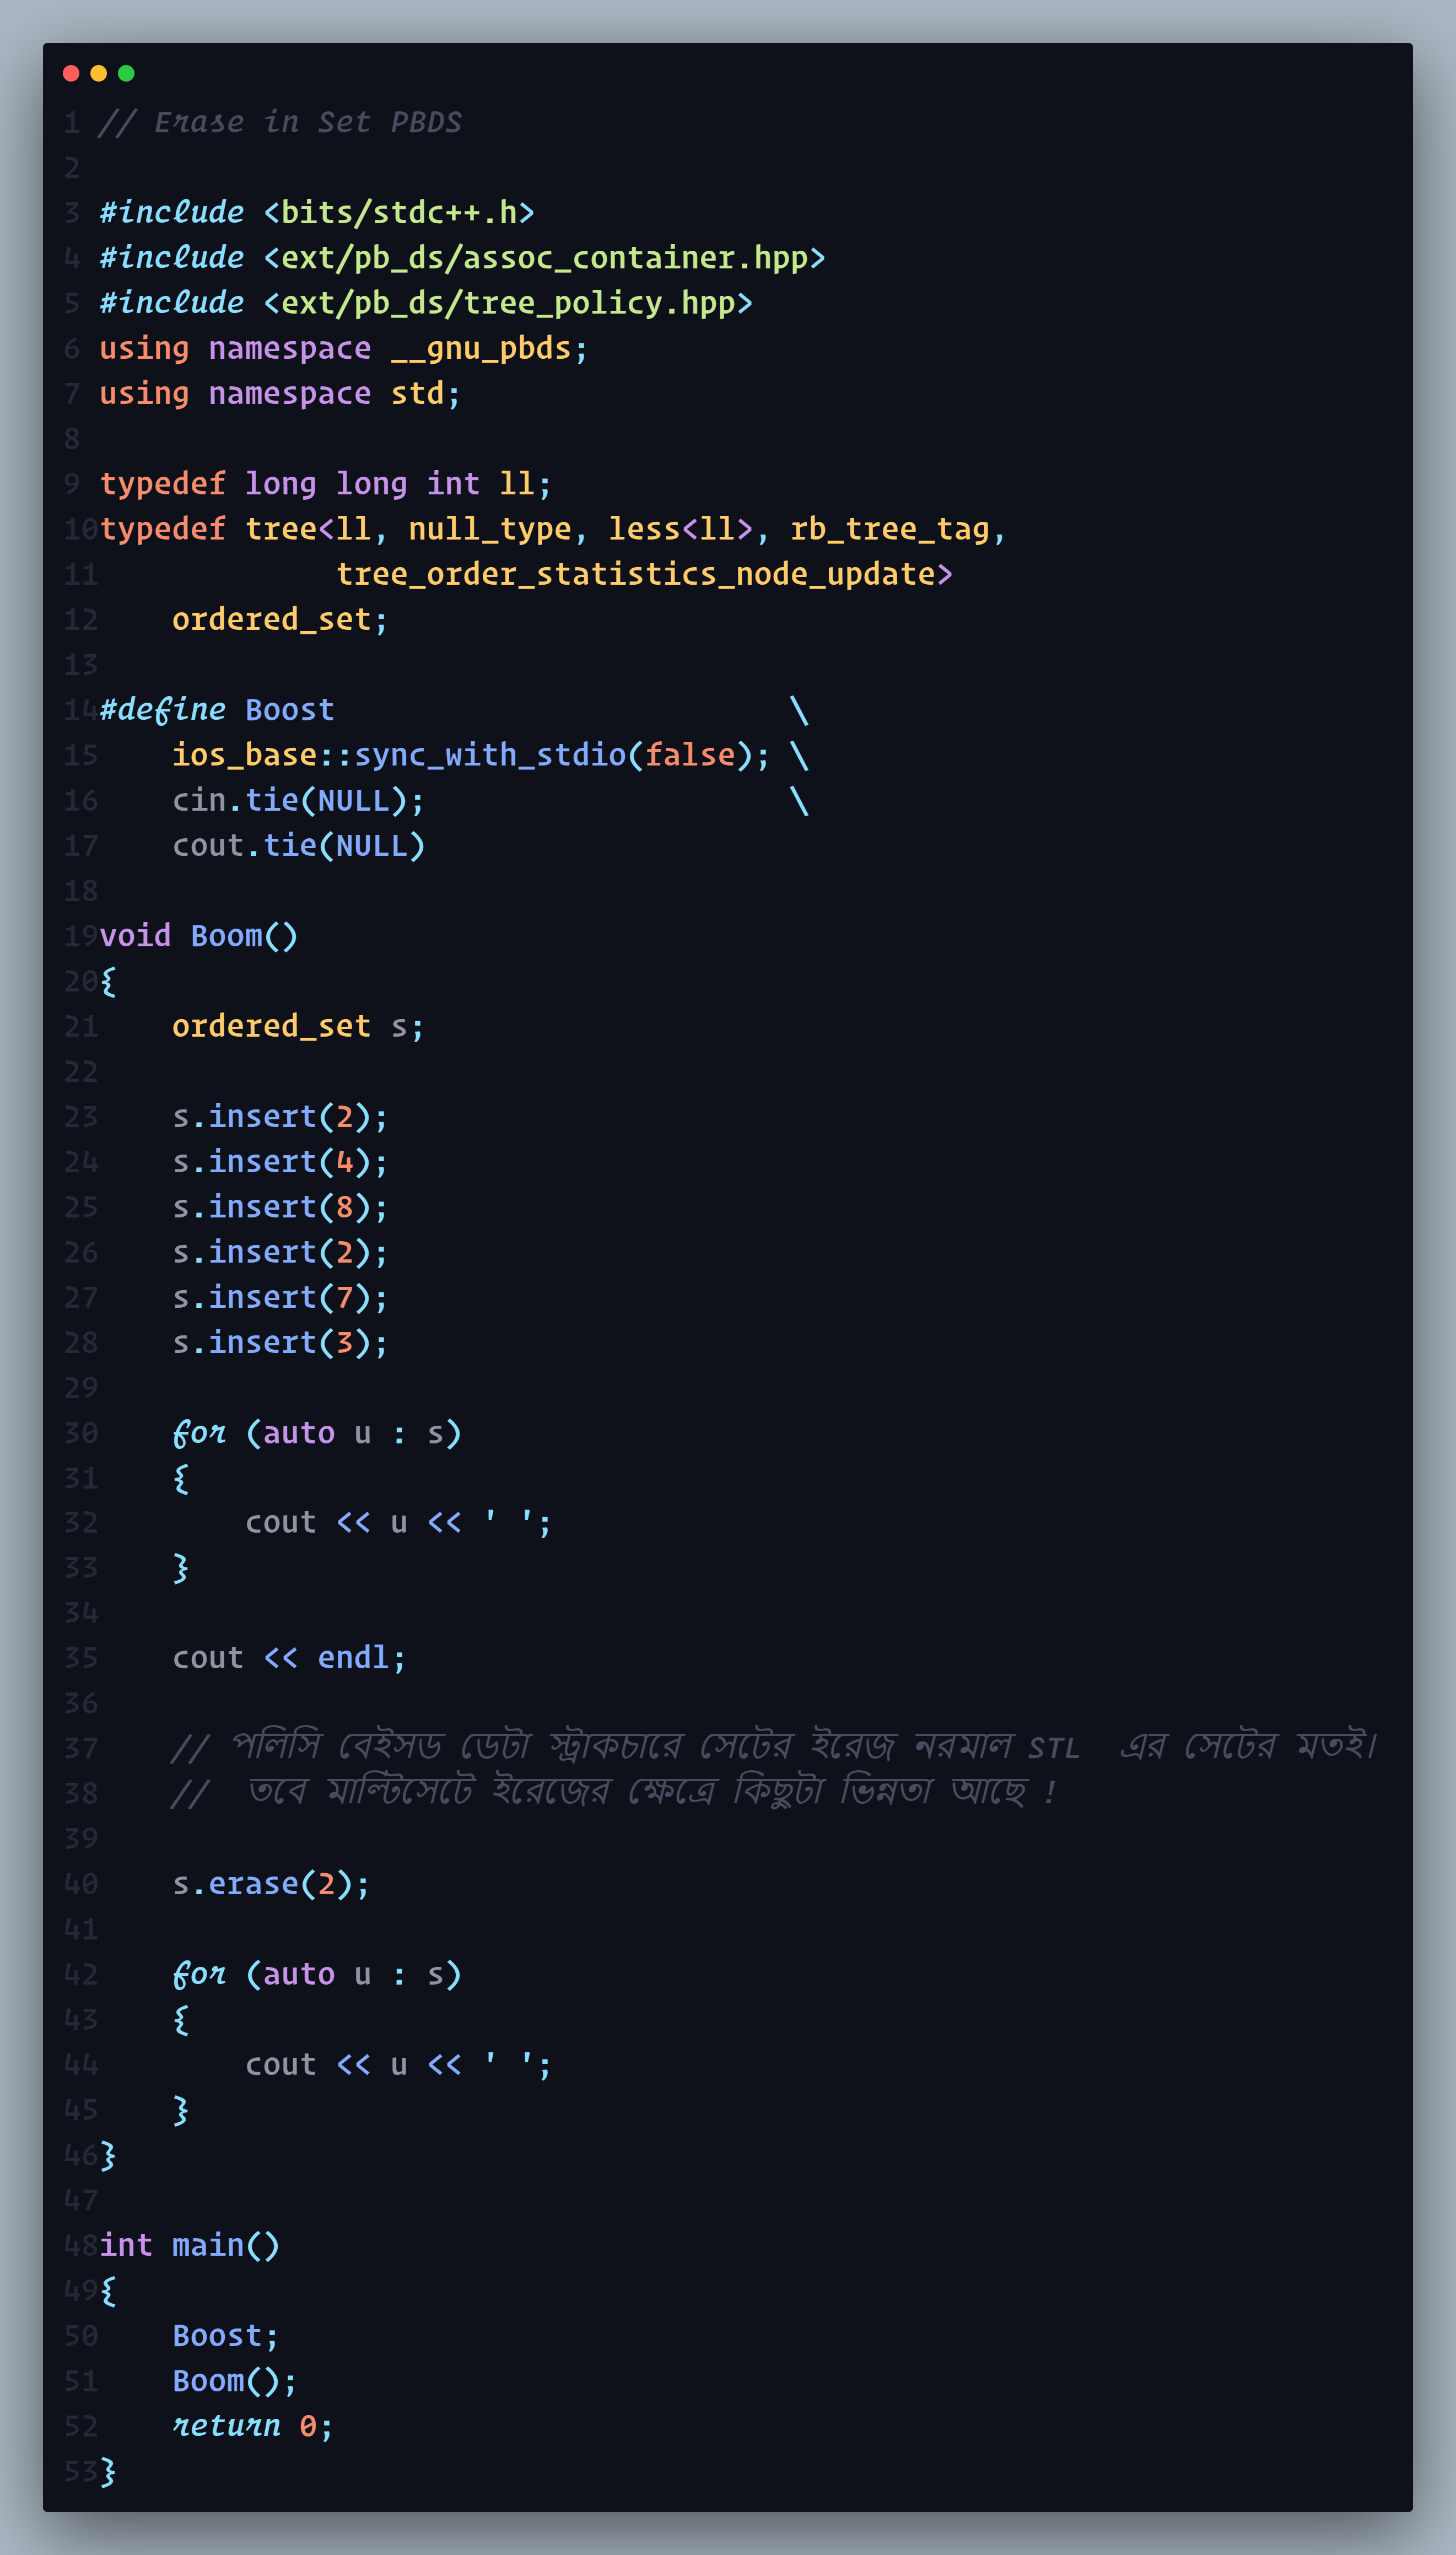 1 // Erase in Set PBDS
2
3 #include <bits/stdc++.h>
4 #include <ext/pb_ds/assoc_container.hpp>
5 #include <ext/pb_ds/tree_policy.hpp>
6 using namespace __gnu_pbds;
7 using namespace std;
8
9 typedef long long int ll;
10 typedef tree<ll, null_type, less<ll>, rb_tree_tag,
11              tree_order_statistics_node_update>
12     ordered_set;
13
14 #define Boost                         \
15     ios_base::sync_with_stdio(false); \
16     cin.tie(NULL);                    \
17     cout.tie(NULL)
18
19 void Boom()
20 {
21     ordered_set s;
22
23     s.insert(2);
24     s.insert(4);
25     s.insert(8);
26     s.insert(2);
27     s.insert(7);
28     s.insert(3);
29
30     for (auto u : s)
31     {
32         cout << u << ' ';
33     }
34
35     cout << endl;
36
37     // পলিসি বেইসড ডেটা স্ট্রাকচারে সেটের ইরেজ নরমাল STL  এর সেটের মতই।
38     //  তবে মাল্টিসেটে ইরেজের ক্ষেত্রে কিছুটা ভিন্নতা আছে !
39
40     s.erase(2);
41
42     for (auto u : s)
43     {
44         cout << u << ' ';
45     }
46 }
47
48 int main()
49 {
50     Boost;
51     Boom();
52     return 0;
53 }